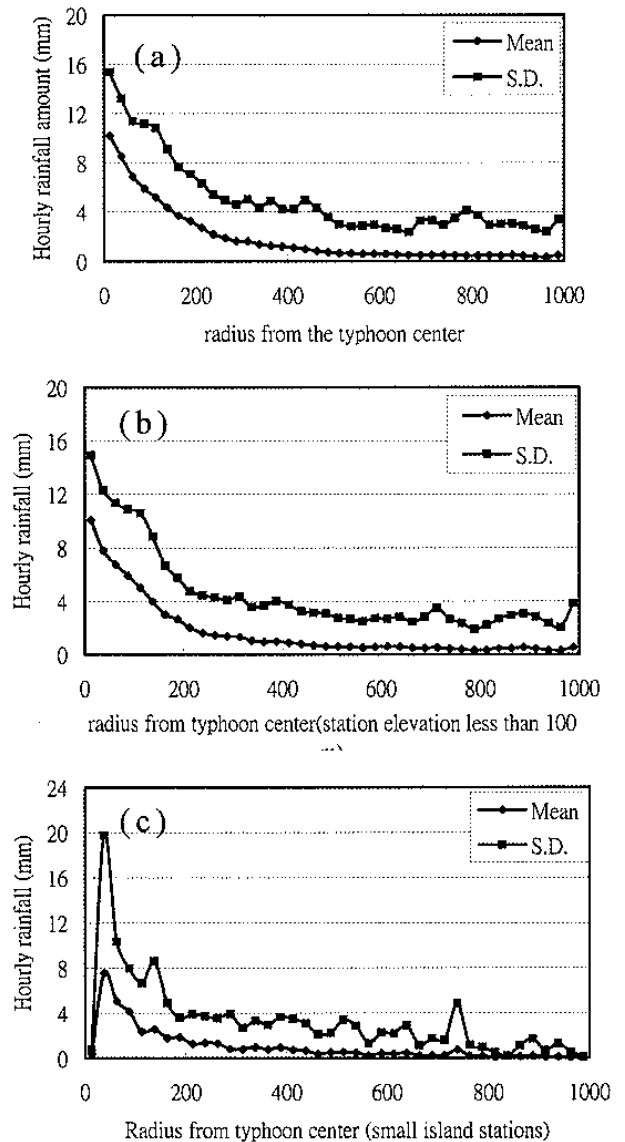 20
(a)
Mean
S.D.
16
12
8
4
0
Hourly rainfall amount (mm)
0 200 400 600 800 1000
radius from the typhoon center
20
(b)
Mean
S.D.
16
12
8
4
0
Hourly rainfall (mm)
0 200 400 600 800 1000
radius from typhoon center(station elevation less than 100
24
(c)
Mean
S.D.
20
16
12
8
4
0
Hourly rainfall (mm)
0 200 400 600 800 1000
Radius from typhoon center (small island stations)